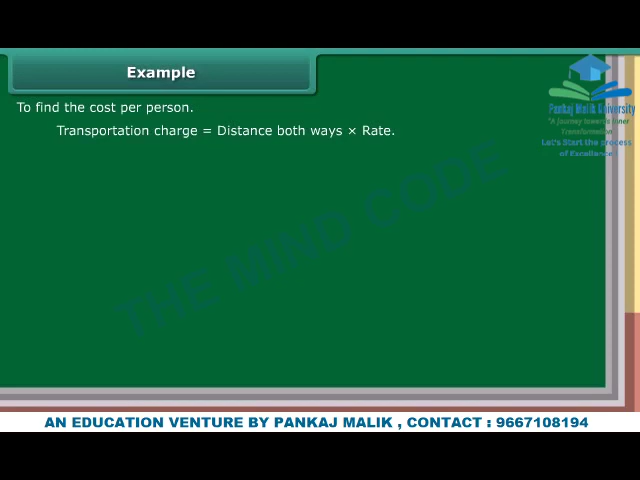 Example
To find the cost per person.
Transportation charge = Distance both ways × Rate.
Pankaj Malik University
"A journey towards Inner
Transformation
Let's Start the process
of Excellence
THE MIND CODE
AN EDUCATION VENTURE BY PANKAJ MALIK , CONTACT : 9667108194